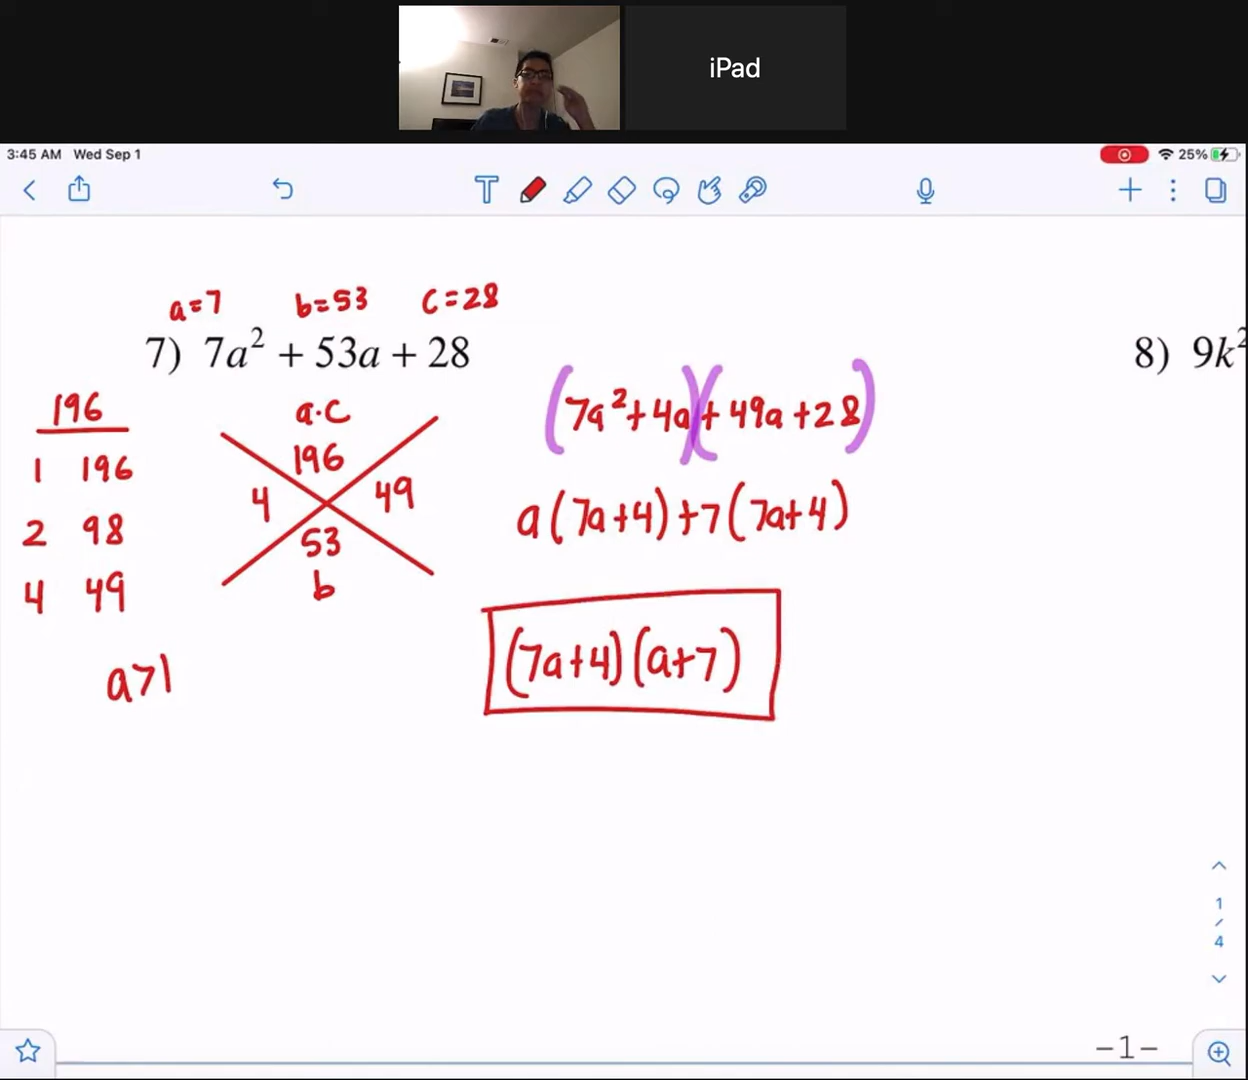 iPad
3:45 AM Wed Sep 1
25%
T
a=7 b=53 c=28
7) 7a² + 53a + 28
8) 9k²
196
1 196
2 98
4 49
a>1
a·c
196
4 49
53
b
(7a²+4a)(+49a+28)
a(7a+4)+7(7a+4)
(7a+4)(a+7)
1
/
4
-1-